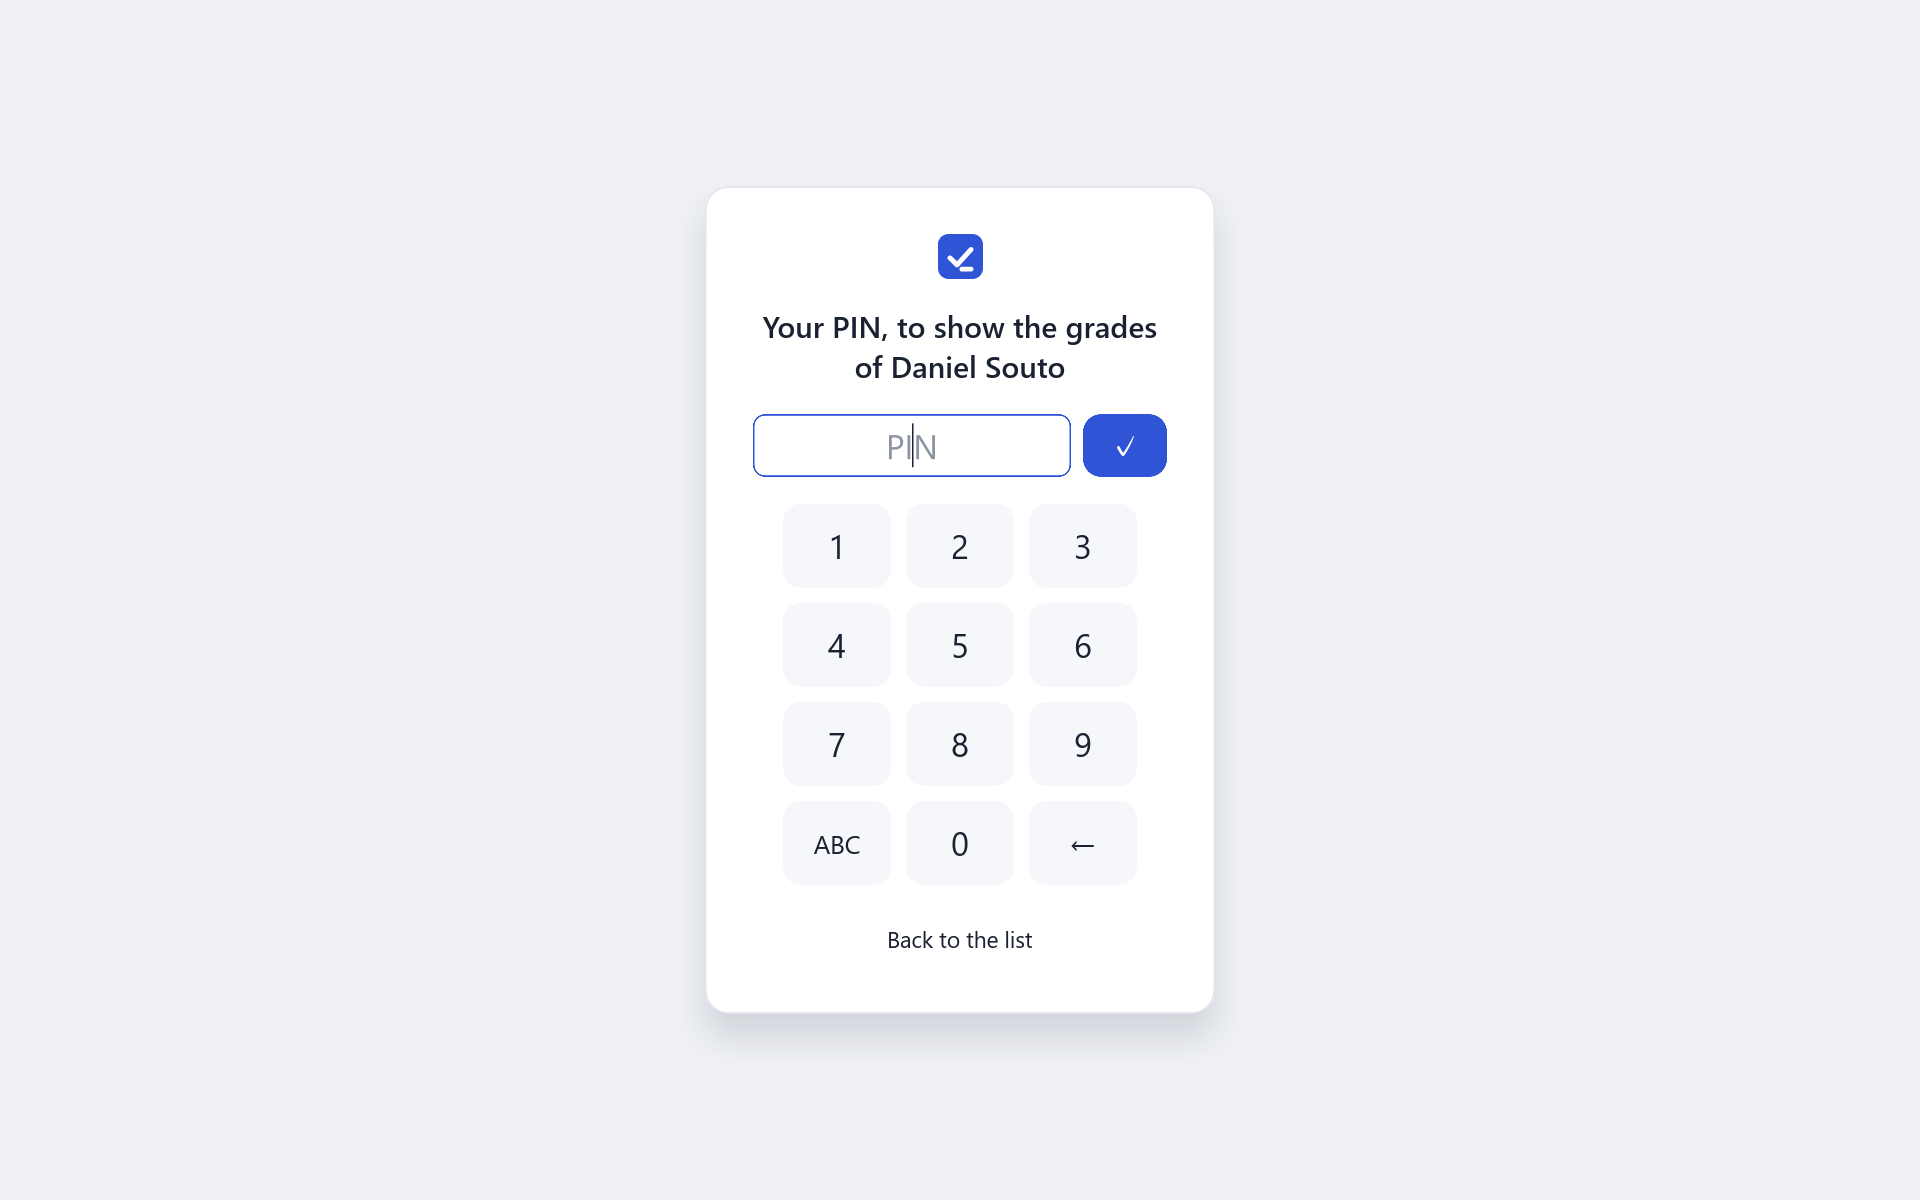 Your PIN, to show the grades
of Daniel Souto
PIN
✓
1 2 3
4 5 6
7 8 9
ABC 0 ←
Back to the list